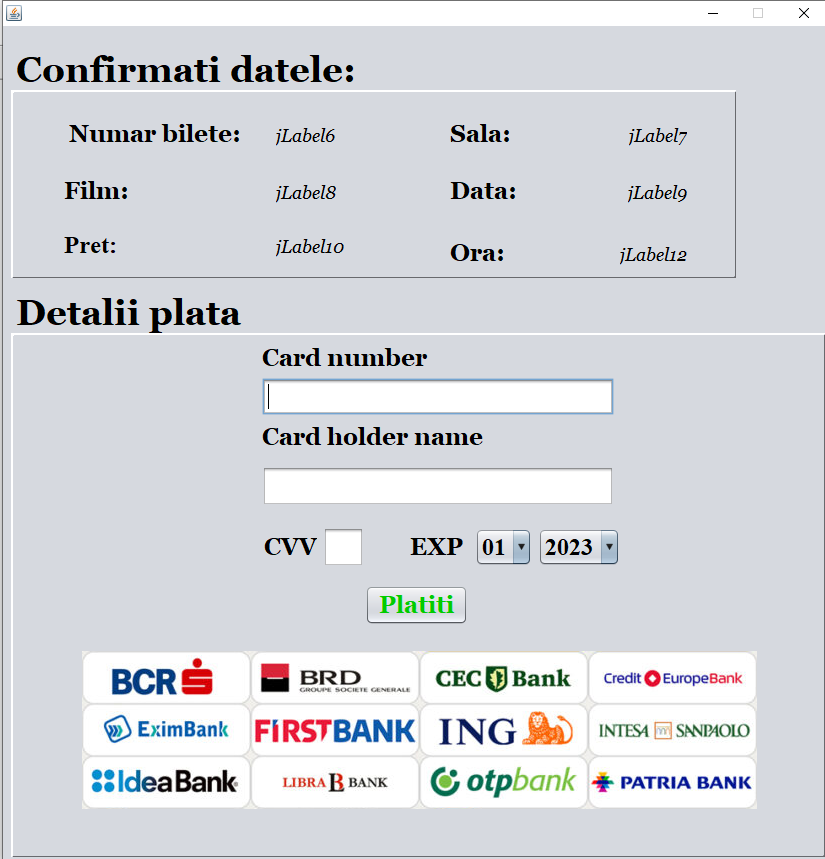 Confirmati datele:
Numar bilete: jLabel6 Sala: jLabel7
Film: jLabel8 Data: jLabel9
Pret: jLabel10 Ora: jLabel12
Detalii plata
Card number
Card holder name
CVV EXP 01 2023
Platiti
BCR BRD CEC Bank Credit EuropeBank
GROUPE SOCIETE GENERALE
EximBank FIRSTBANK ING INTESA SANPAOLO
IdeaBank LIBRA B BANK otpbank PATRIA BANK